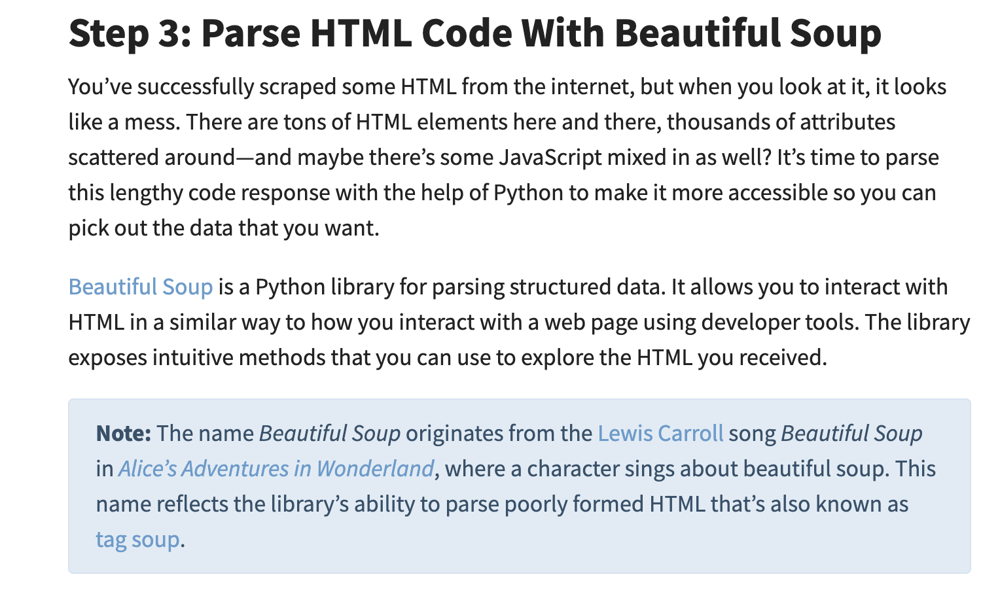 Step 3: Parse HTML Code With Beautiful Soup
You’ve successfully scraped some HTML from the internet, but when you look at it, it looks
like a mess. There are tons of HTML elements here and there, thousands of attributes
scattered around—and maybe there’s some JavaScript mixed in as well? It’s time to parse
this lengthy code response with the help of Python to make it more accessible so you can
pick out the data that you want.
Beautiful Soup is a Python library for parsing structured data. It allows you to interact with
HTML in a similar way to how you interact with a web page using developer tools. The library
exposes intuitive methods that you can use to explore the HTML you received.
Note: The name Beautiful Soup originates from the Lewis Carroll song Beautiful Soup
in Alice’s Adventures in Wonderland, where a character sings about beautiful soup. This
name reflects the library’s ability to parse poorly formed HTML that’s also known as
tag soup.